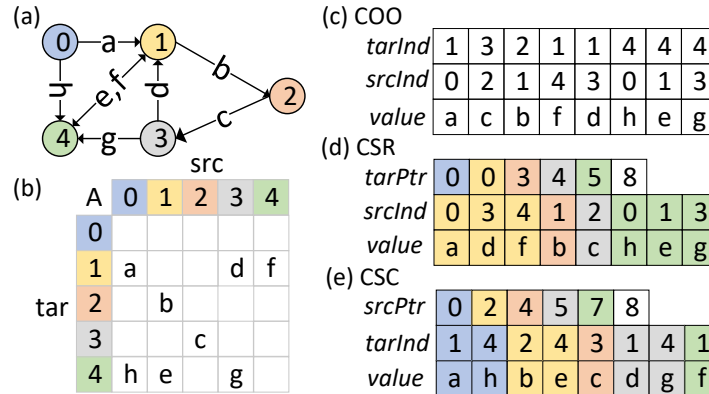 (a)
0 a 1
h e,f d b 2
4 g 3 c
(b)
src
A 0 1 2 3 4
0
1 a d f
tar 2 b
3 c
4 h e g
(c) COO
tarInd 1 3 2 1 1 4 4 4
srcInd 0 2 1 4 3 0 1 3
value a c b f d h e g
(d) CSR
tarPtr 0 0 3 4 5 8
srcInd 0 3 4 1 2 0 1 3
value a d f b c h e g
(e) CSC
srcPtr 0 2 4 5 7 8
tarInd 1 4 2 4 3 1 4 1
value a h b e c d g f